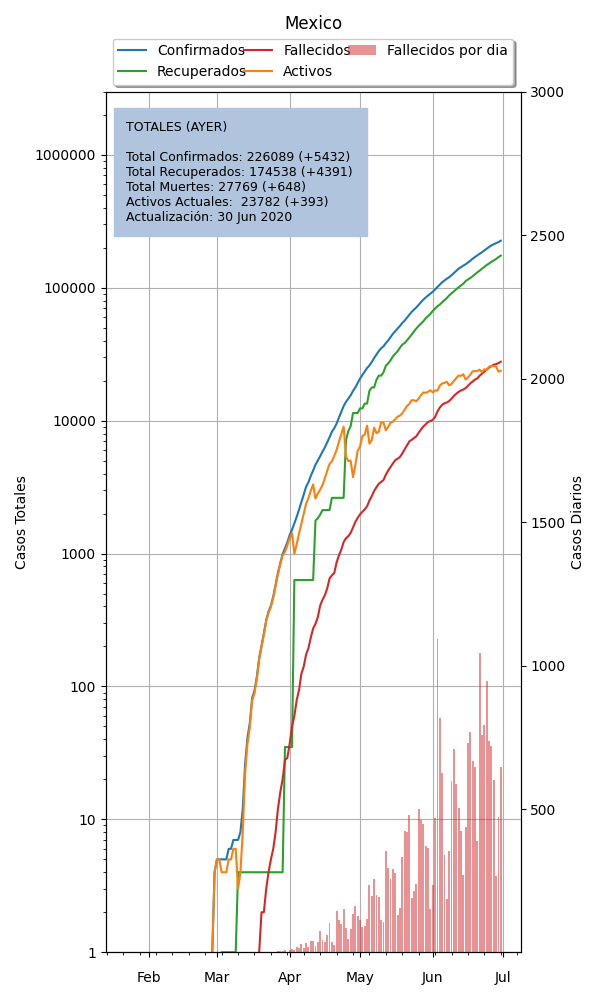 Mexico
Confirmados
Recuperados
Fallecidos
Activos
Fallecidos por dia
TOTALES (AYER)
Total Confirmados: 226089 (+5432)
Total Recuperados: 174538 (+4391)
Total Muertes: 27769 (+648)
Activos Actuales: 23782 (+393)
Actualización: 30 Jun 2020
1000000
100000
10000
1000
100
10
1
Casos Totales
3000
2500
2000
1500
1000
500
Casos Diarios
Feb Mar Apr May Jun Jul